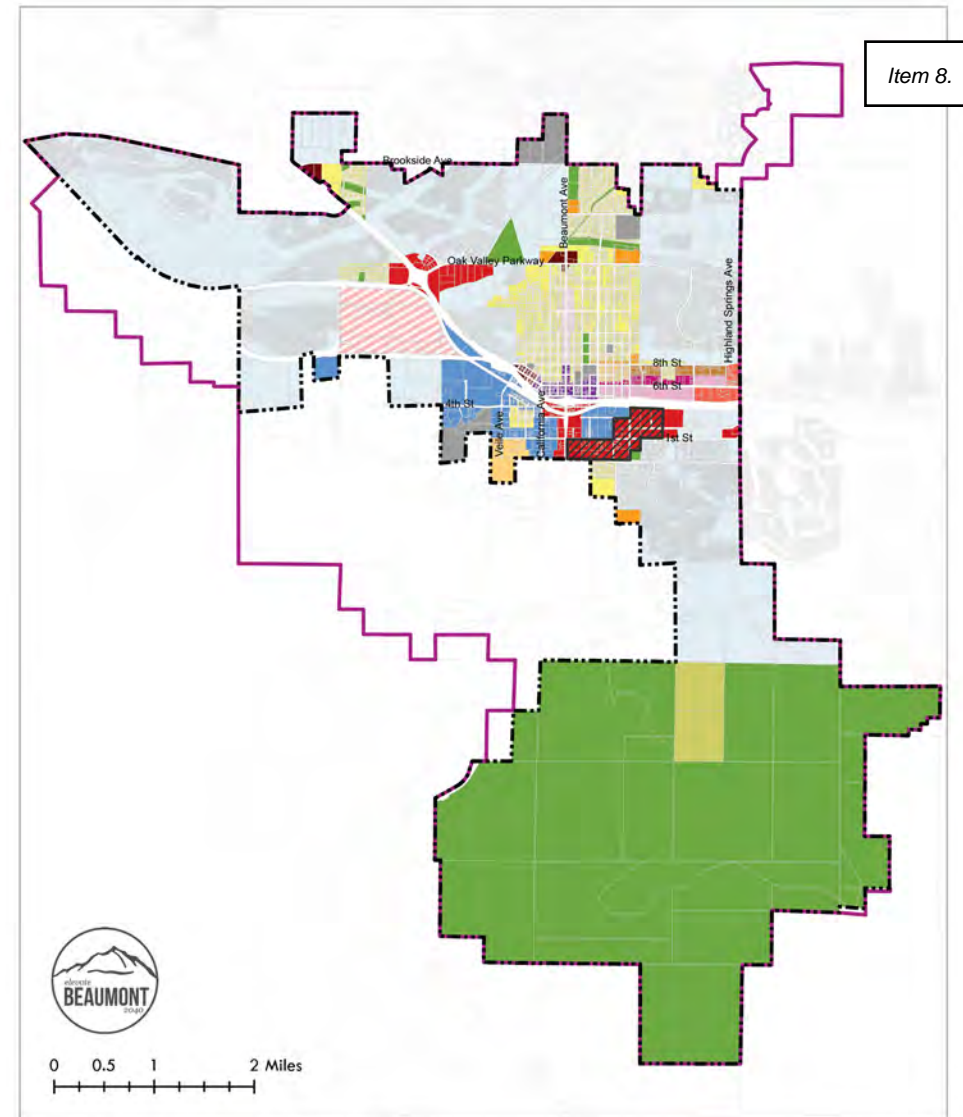 Item 8.
Brookside Ave
Beaumont Ave
Oak Valley Parkway
Highland Springs Ave
8th St
6th St
4th St
Veile Ave
California Ave
1st St
elevate
BEAUMONT
2040
0 0.5 1 2 Miles